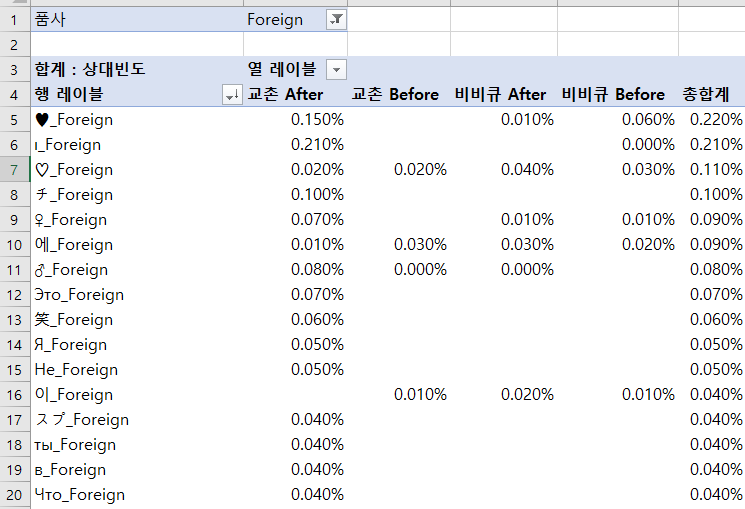 1 품사 Foreign
2
3 합계 : 상대빈도 열 레이블
4 행 레이블 교촌 After 교촌 Before 비비큐 After 비비큐 Before 총합계
5 ♥_Foreign 0.150% 0.010% 0.060% 0.220%
6 ı_Foreign 0.210% 0.000% 0.210%
7 ♡_Foreign 0.020% 0.020% 0.040% 0.030% 0.110%
8 チ_Foreign 0.100% 0.100%
9 ♀_Foreign 0.070% 0.010% 0.010% 0.090%
10 에_Foreign 0.010% 0.030% 0.030% 0.020% 0.090%
11 ♂_Foreign 0.080% 0.000% 0.000% 0.080%
12 Это_Foreign 0.070% 0.070%
13 笑_Foreign 0.060% 0.060%
14 Я_Foreign 0.050% 0.050%
15 Не_Foreign 0.050% 0.050%
16 이_Foreign 0.010% 0.020% 0.010% 0.040%
17 スプ_Foreign 0.040% 0.040%
18 ты_Foreign 0.040% 0.040%
19 в_Foreign 0.040% 0.040%
20 Что_Foreign 0.040% 0.040%